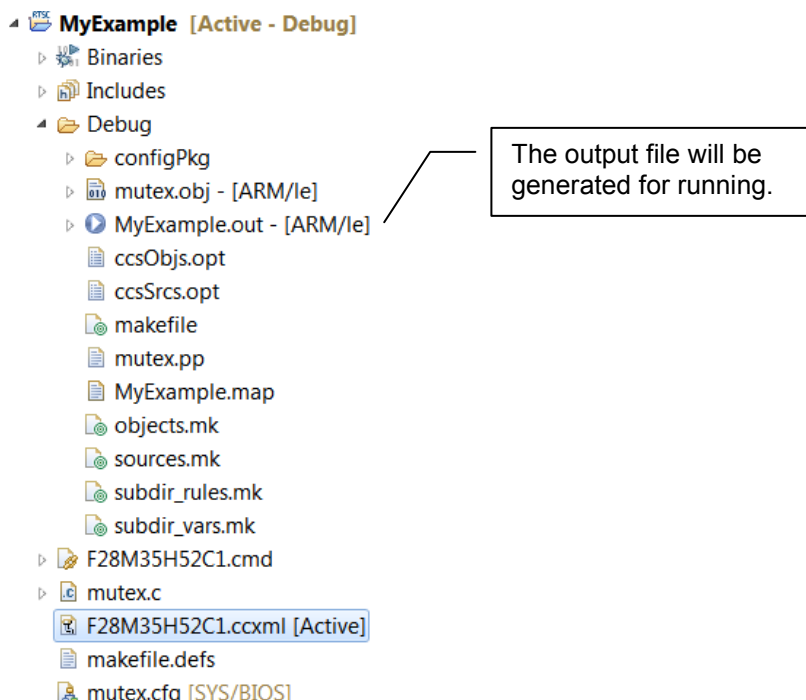 MyExample [Active - Debug]
Binaries
Includes
Debug
configPkg
mutex.obj - [ARM/le]
MyExample.out - [ARM/le]
ccsObjs.opt
ccsSrcs.opt
makefile
mutex.pp
MyExample.map
objects.mk
sources.mk
subdir_rules.mk
subdir_vars.mk
F28M35H52C1.cmd
mutex.c
F28M35H52C1.ccxml [Active]
makefile.defs
mutex.cfg [SYS/BIOS]
The output file will be
generated for running.